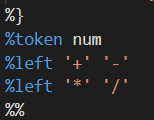 %}
%token num
%left '+' '-'
%left '*' '/'
%%